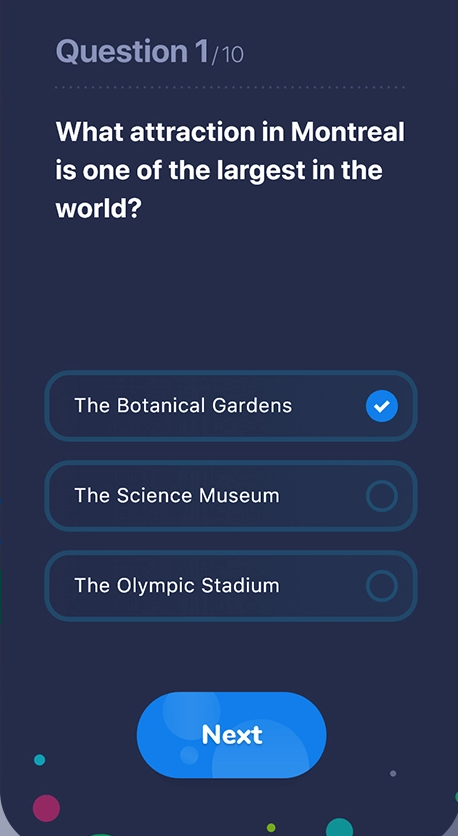 Question 1/10
What attraction in Montreal
is one of the largest in the
world?
The Botanical Gardens
The Science Museum
The Olympic Stadium
Next